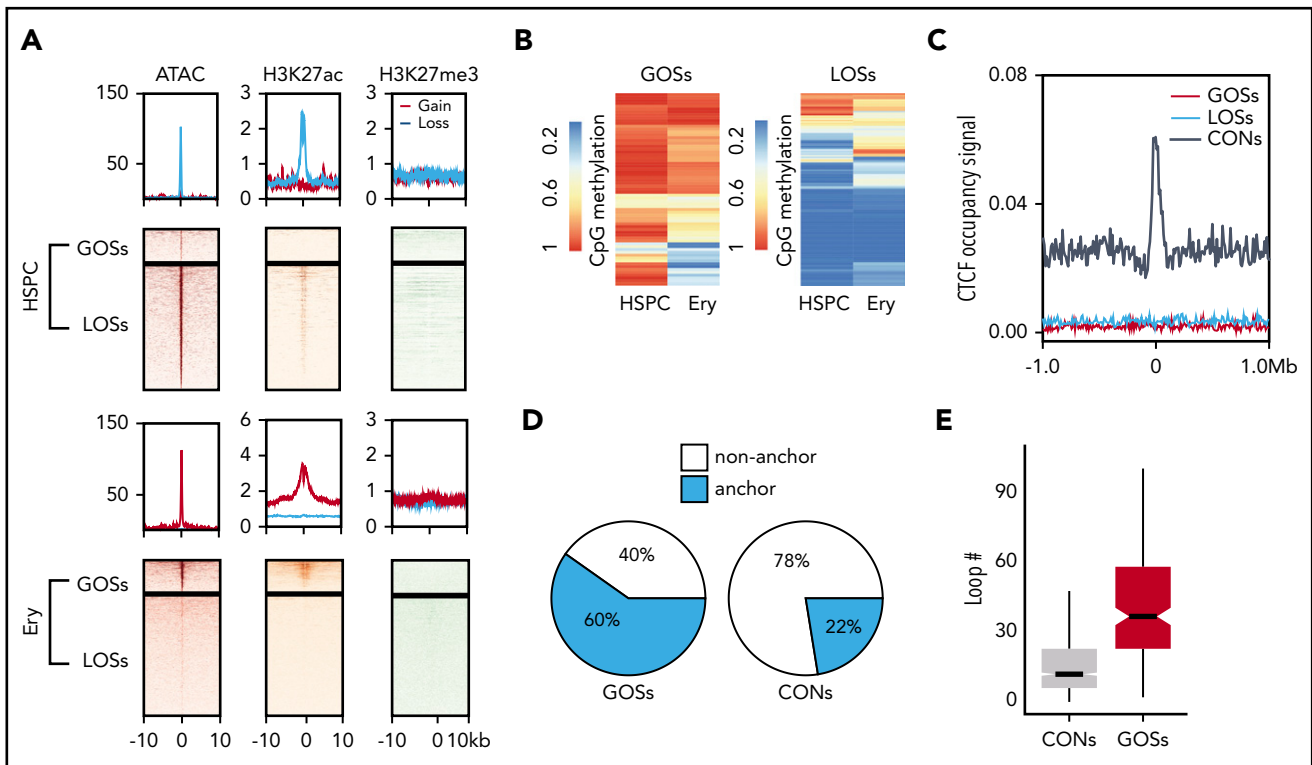 A
ATAC
H3K27ac
H3K27me3
150
50
3
2
1
0
3
2
1
0
Gain
Loss
HSPC
GOSs
LOSs
150
50
6
4
2
0
3
2
1
0
Ery
GOSs
LOSs
-10 0 10
-10 0 10
-10 0 10kb
B
GOSs
LOSs
0.2
0.6
1
CpG methylation
HSPC Ery
0.2
0.6
1
CpG methylation
HSPC Ery
C
CTCF occupancy signal
0.08
0.04
0.00
GOSs
LOSs
CONs
-1.0 0 1.0Mb
D
non-anchor
anchor
40%
60%
GOSs
78%
22%
CONs
E
Loop #
90
60
30
0
CONs GOSs